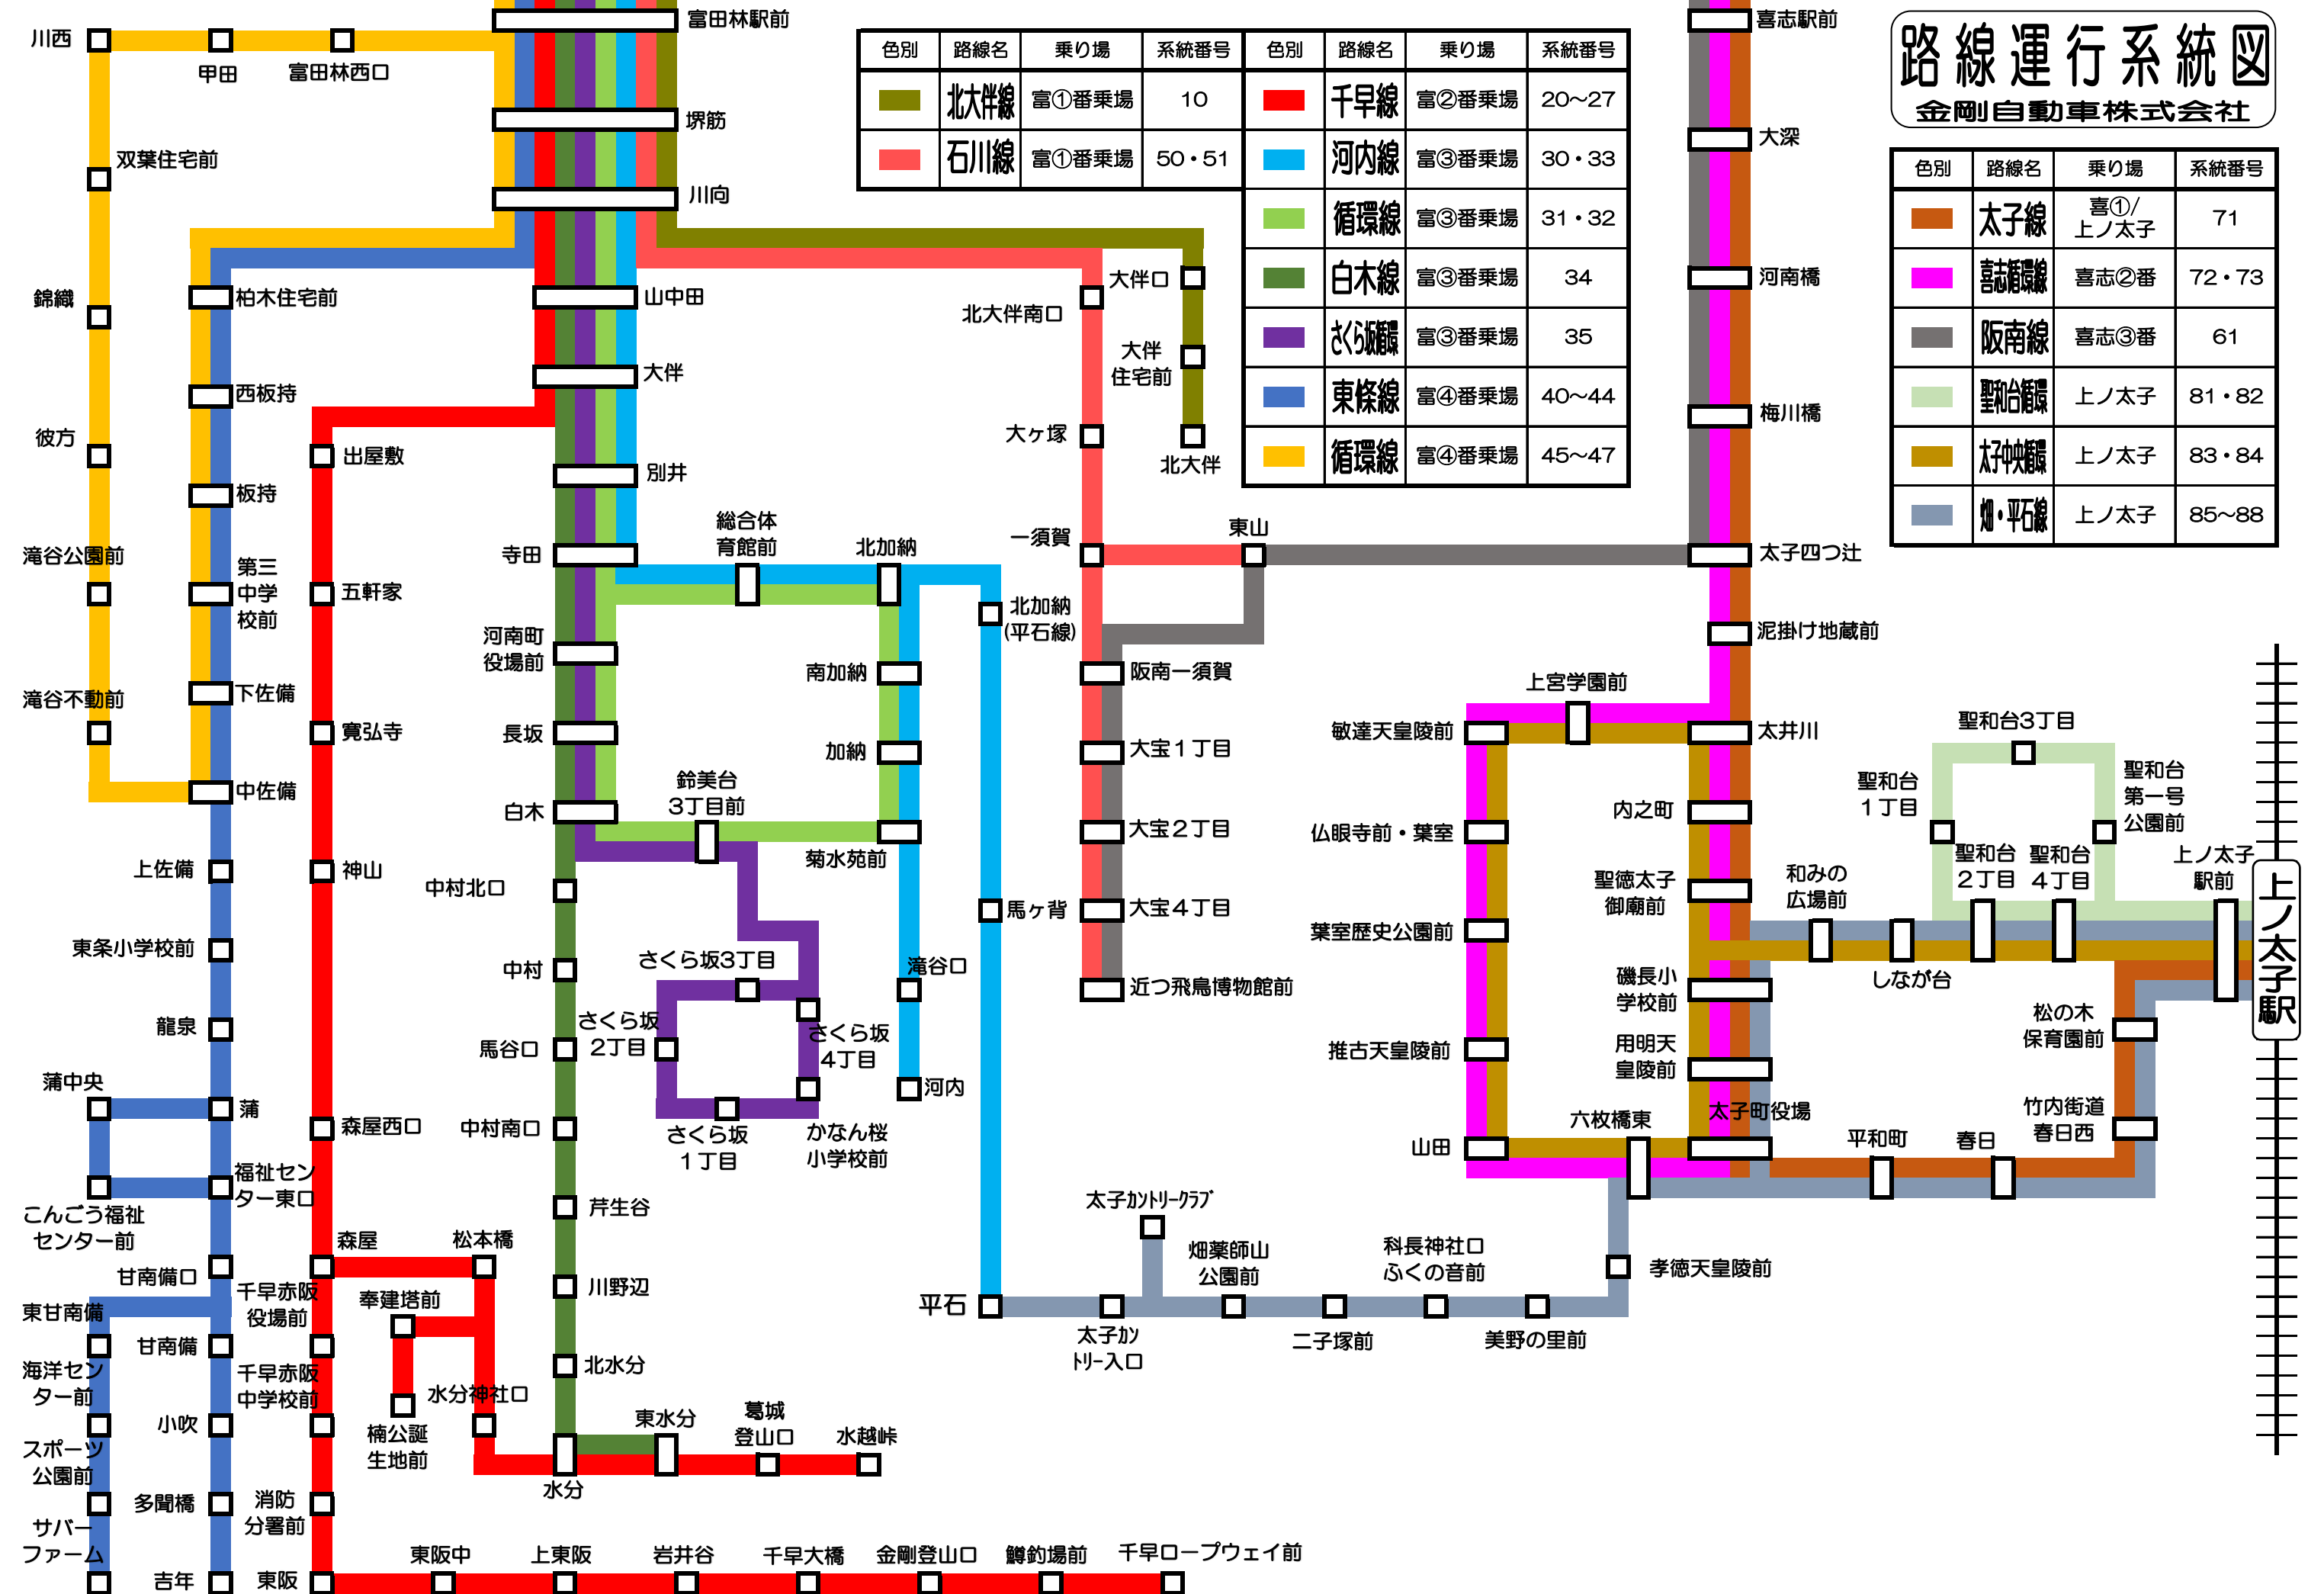 路線運行系統図
金剛自動車株式会社
色別 路線名 乗り場 系統番号
北大伴線 富①番乗場 10
石川線 富①番乗場 50・51
色別 路線名 乗り場 系統番号
千早線 富②番乗場 20～27
河内線 富③番乗場 30・33
循環線 富③番乗場 31・32
白木線 富③番乗場 34
さくら坂循環 富③番乗場 35
東條線 富④番乗場 40～44
循環線 富④番乗場 45～47
色別 路線名 乗り場 系統番号
太子線 喜①/
上ノ太子 71
喜志循環線 喜志②番 72・73
阪南線 喜志③番 61
聖和台循環 上ノ太子 81・82
太子中央循環 上ノ太子 83・84
畑・平石線 上ノ太子 85～88
富田林駅前
堺筋
川向
川西
甲田
富田林西口
双葉住宅前
錦織
彼方
滝谷公園前
滝谷不動前
柏木住宅前
西板持
板持
第三
中学
校前
下佐備
中佐備
上佐備
東条小学校前
龍泉
蒲中央
蒲
福祉セン
ター東口
こんごう福祉
センター前
甘南備口
東甘南備
甘南備
海洋セン
ター前
小吹
スポーツ
公園前
多聞橋
サバー
ファーム
吉年
出屋敷
五軒家
寛弘寺
神山
森屋西口
森屋
松本橋
千早赤阪
役場前
奉建塔前
千早赤阪
中学校前
水分神社口
楠公誕
生地前
消防
分署前
東阪
東阪中
上東阪
岩井谷
千早大橋
金剛登山口
鱒釣場前
千早ロープウェイ前
山中田
大伴
別井
寺田
総合体
育館前
北加納
河南町
役場前
長坂
白木
鈴美台
3丁目前
南加納
加納
菊水苑前
中村北口
中村
馬谷口
中村南口
芹生谷
川野辺
北水分
水分
東水分
葛城
登山口
水越峠
さくら坂3丁目
さくら坂
2丁目
さくら坂
4丁目
さくら坂
1丁目
かなん桜
小学校前
滝谷口
河内
北加納
(平石線)
馬ヶ背
平石
北大伴南口
大伴口
大伴
住宅前
大ヶ塚
北大伴
一須賀
東山
阪南一須賀
大宝1丁目
大宝2丁目
大宝4丁目
近つ飛鳥博物館前
太子ｶﾝﾄﾘｰｸﾗﾌﾞ
太子ｶﾝ
ﾄﾘｰ入口
畑薬師山
公園前
二子塚前
科長神社口
ふくの音前
美野の里前
孝徳天皇陵前
喜志駅前
大深
河南橋
梅川橋
太子四つ辻
泥掛け地蔵前
上宮学園前
敏達天皇陵前
太井川
仏眼寺前・葉室
内之町
聖徳太子
御廟前
葉室歴史公園前
磯長小
学校前
推古天皇陵前
用明天
皇陵前
六枚橋東
太子町役場
山田
和みの
広場前
しなが台
聖和台3丁目
聖和台
1丁目
聖和台
第一号
公園前
聖和台
2丁目
聖和台
4丁目
上ノ太子
駅前
上ノ太子駅
松の木
保育園前
竹内街道
春日西
平和町
春日